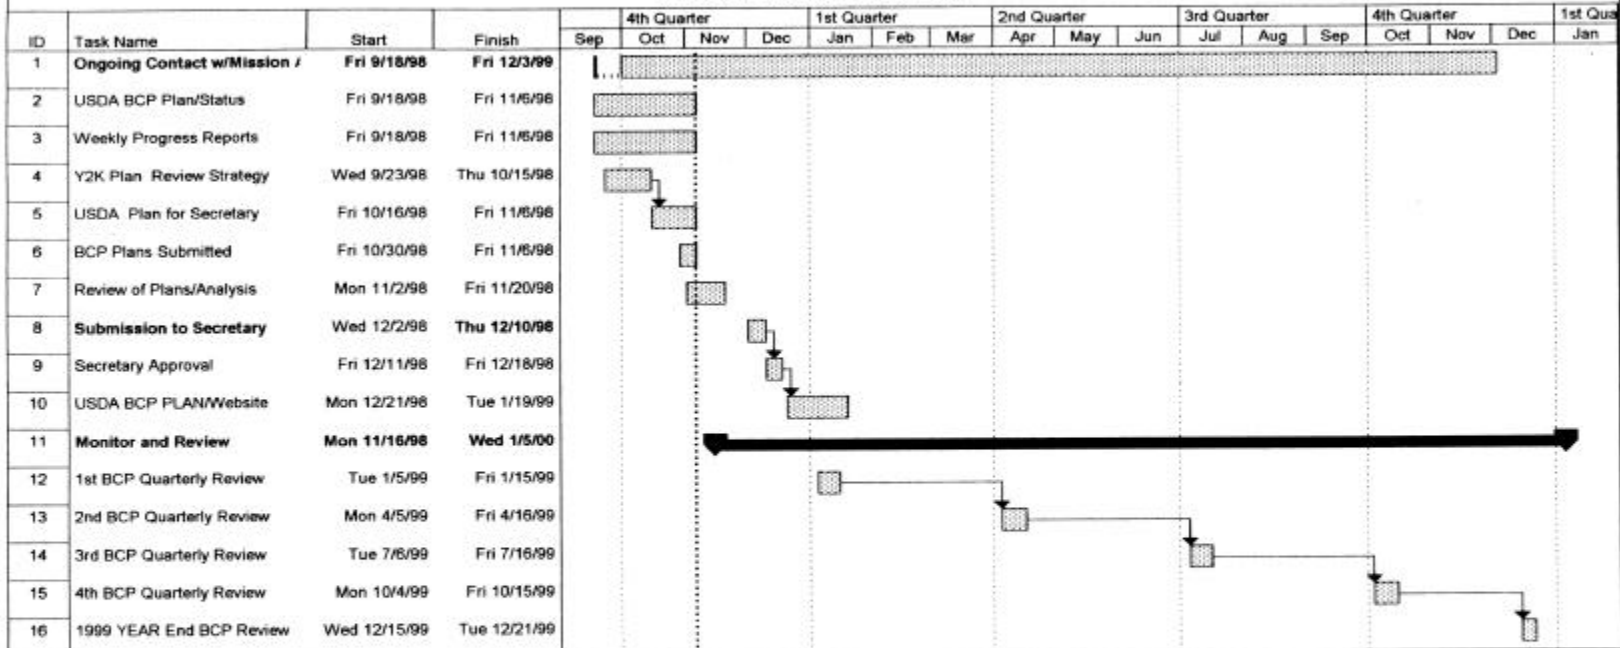 4th Quarter 1st Quarter 2nd Quarter 3rd Quarter 4th Quarter 1st Qua
ID Task Name Start Finish Sep Oct Nov Dec Jan Feb Mar Apr May Jun Jul Aug Sep Oct Nov Dec Jan
1 Ongoing Contact w/Mission / Fri 9/18/98 Fri 12/3/99
2 USDA BCP Plan/Status Fri 9/18/98 Fri 11/6/98
3 Weekly Progress Reports Fri 9/18/98 Fri 11/6/98
4 Y2K Plan Review Strategy Wed 9/23/98 Thu 10/15/98
5 USDA Plan for Secretary Fri 10/16/98 Fri 11/6/98
6 BCP Plans Submitted Fri 10/30/98 Fri 11/6/98
7 Review of Plans/Analysis Mon 11/2/98 Fri 11/20/98
8 Submission to Secretary Wed 12/2/98 Thu 12/10/98
9 Secretary Approval Fri 12/11/98 Fri 12/18/98
10 USDA BCP PLAN/Website Mon 12/21/98 Tue 1/19/99
11 Monitor and Review Mon 11/16/98 Wed 1/5/00
12 1st BCP Quarterly Review Tue 1/5/99 Fri 1/15/99
13 2nd BCP Quarterly Review Mon 4/5/99 Fri 4/16/99
14 3rd BCP Quarterly Review Tue 7/6/99 Fri 7/16/99
15 4th BCP Quarterly Review Mon 10/4/99 Fri 10/15/99
16 1999 YEAR End BCP Review Wed 12/15/99 Tue 12/21/99